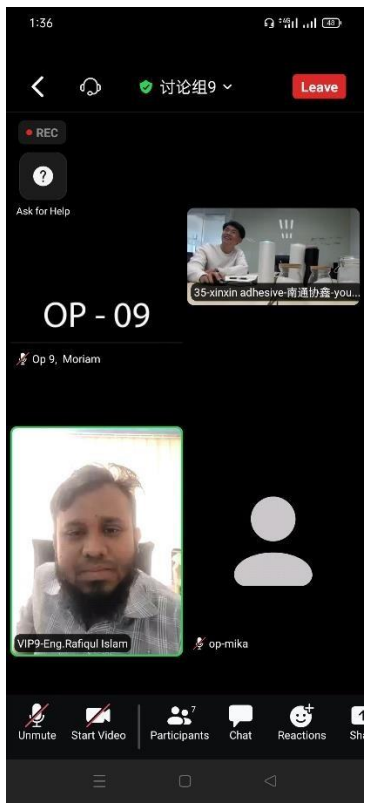 1:36
4G
48
讨论组9
Leave
REC
?
Ask for Help
35-xinxin adhesive-南通协鑫-you...
OP - 09
Op 9, Moriam
VIP9-Eng.Rafiqul Islam
op-mika
7
Unmute
Start Video
Participants
Chat
Reactions
Sha